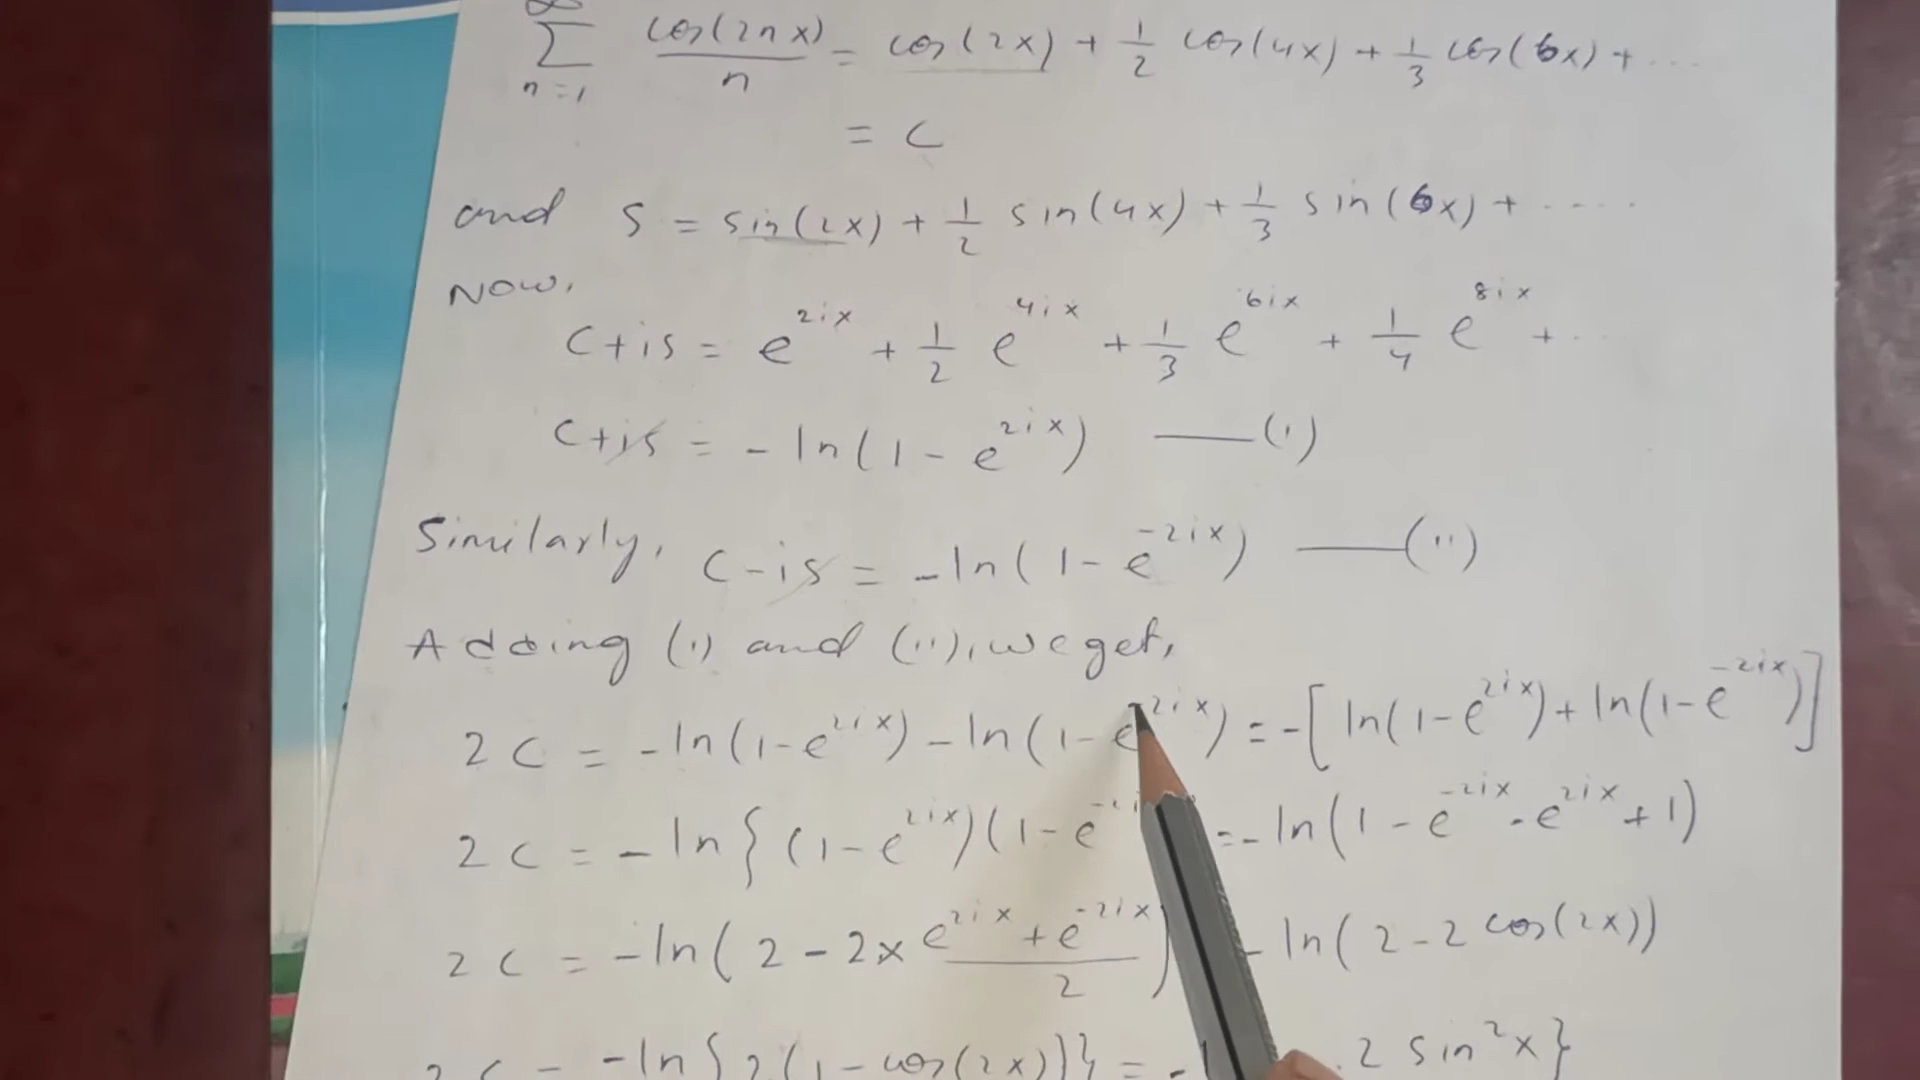 ∞
∑ cos(2nx)/n = cos(2x) + 1/2 cos(4x) + 1/3 cos(6x) + ...
n=1
= C
and S = sin(2x) + 1/2 sin(4x) + 1/3 sin(6x) + ....
Now,
C+is = e^{2ix} + 1/2 e^{4ix} + 1/3 e^{6ix} + 1/4 e^{8ix} + ..
C+is = -ln(1-e^{2ix}) —(i)
Similarly, C-is = -ln(1-e^{-2ix}) —(ii)
Adding (i) and (ii), we get,
2C = -ln(1-e^{2ix}) - ln(1-e^{2ix}) = -[ln(1-e^{2ix}) + ln(1-e^{-2ix})]
2C = -ln{(1-e^{2ix})(1-e^{-2i = -ln(1-e^{-2ix}-e^{2ix}+1)
2C = -ln(2-2x (e^{2ix}+e^{-2ix})/2) - ln(2-2cos(2x))
2C = -ln{2(1-cos(2x))} = - .2 sin²x}